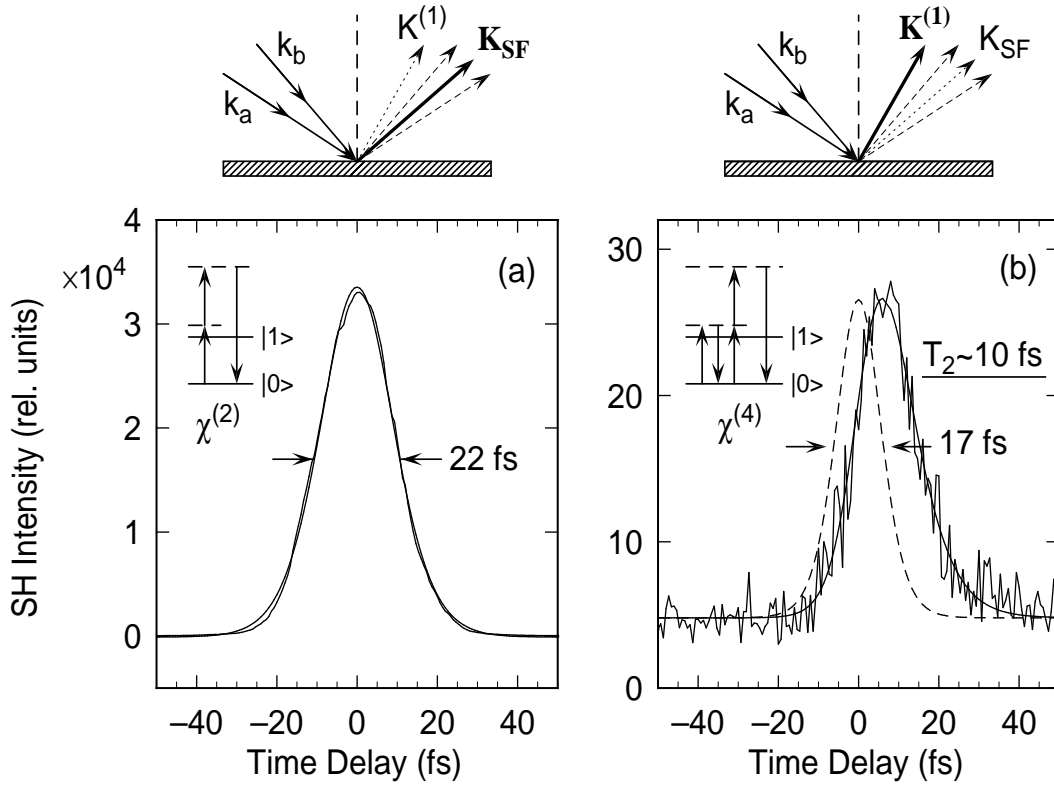 k_b
k_a
K^(1)
K_SF
k_b
k_a
K^(1)
K_SF
SH Intensity (rel. units)
×10^4
4
3
2
1
0
(a)
|1>
|0>
χ^(2)
22 fs
−40 −20 0 20 40
Time Delay (fs)
30
20
10
0
(b)
|1>
|0>
χ^(4)
T_2~10 fs
17 fs
−40 −20 0 20 40
Time Delay (fs)